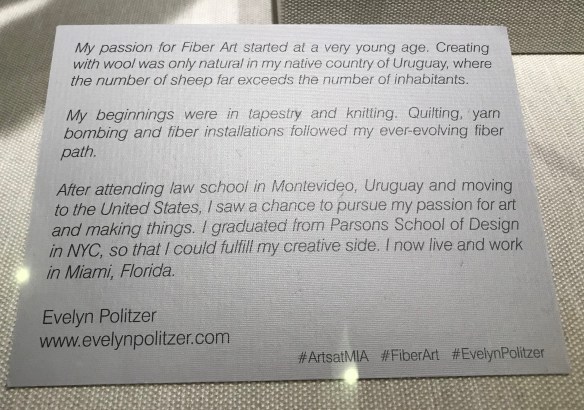 My passion for Fiber Art started at a very young age. Creating
with wool was only natural in my native country of Uruguay, where
the number of sheep far exceeds the number of inhabitants.
My beginnings were in tapestry and knitting. Quilting, yarn
bombing and fiber installations followed my ever-evolving fiber
path.
After attending law school in Montevideo, Uruguay and moving
to the United States, I saw a chance to pursue my passion for art
and making things. I graduated from Parsons School of Design
in NYC, so that I could fulfill my creative side. I now live and work
in Miami, Florida.
Evelyn Politzer
www.evelynpolitzer.com
#ArtsatMIA #FiberArt #EvelynPolitzer